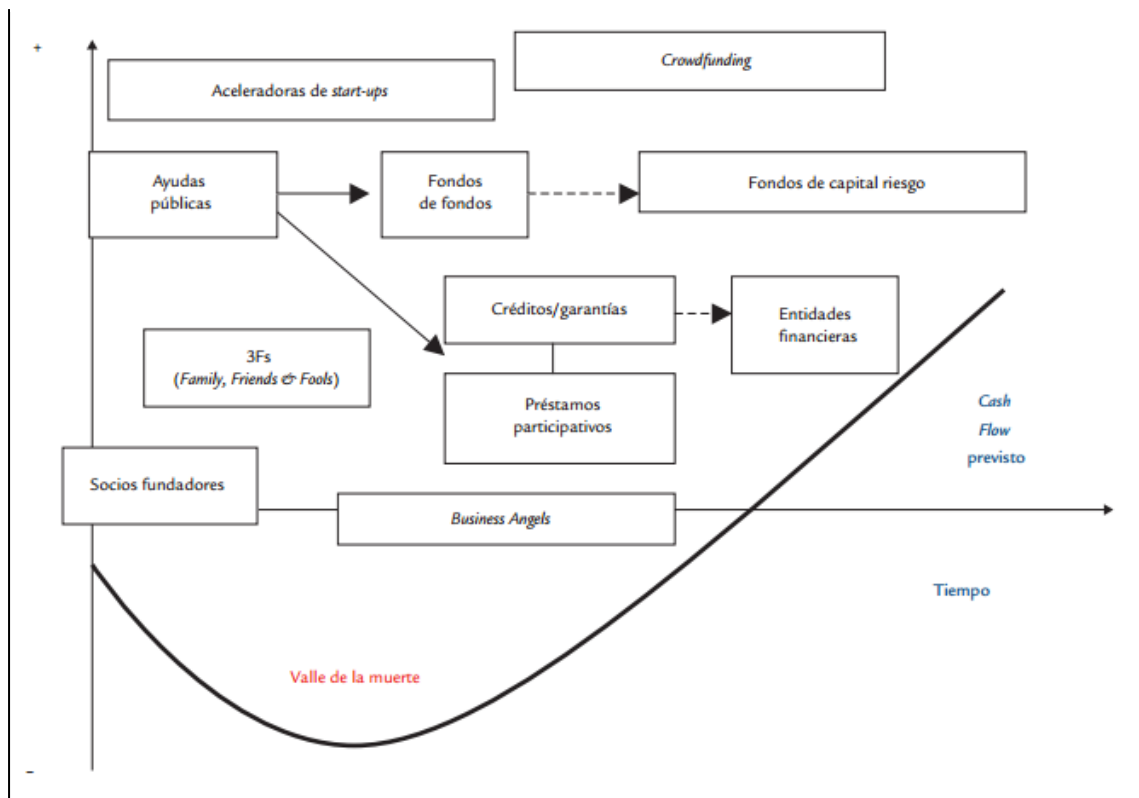 +
Crowdfunding
Aceleradoras de start-ups
Ayudas
públicas
Fondos
de fondos
Fondos de capital riesgo
Créditos/garantías
Entidades
financieras
3Fs
(Family, Friends & Fools)
Préstamos
participativos
Cash
Flow
previsto
Socios fundadores
Business Angels
Tiempo
Valle de la muerte
–